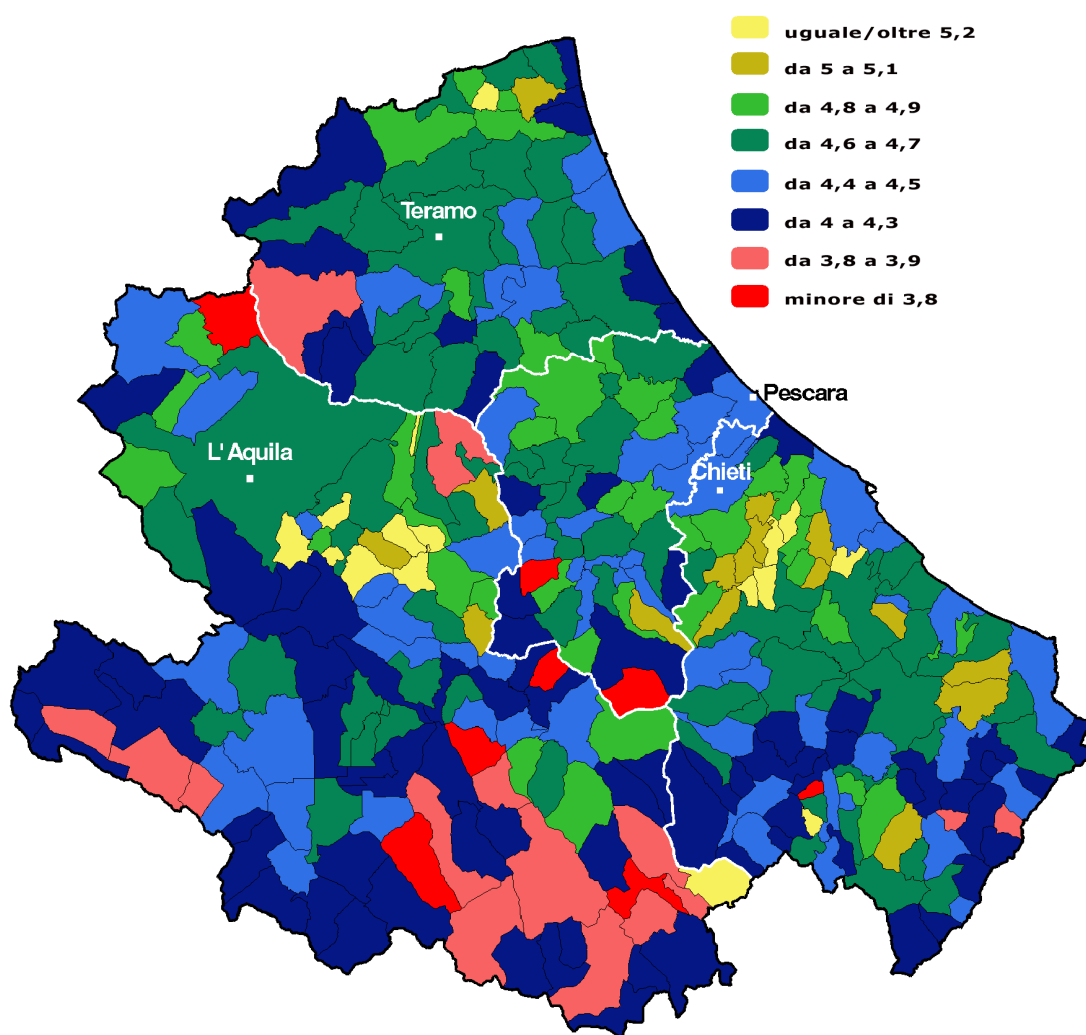 uguale/oltre 5,2
da 5 a 5,1
da 4,8 a 4,9
da 4,6 a 4,7
da 4,4 a 4,5
da 4 a 4,3
da 3,8 a 3,9
minore di 3,8
Teramo
Pescara
L'Aquila
Chieti